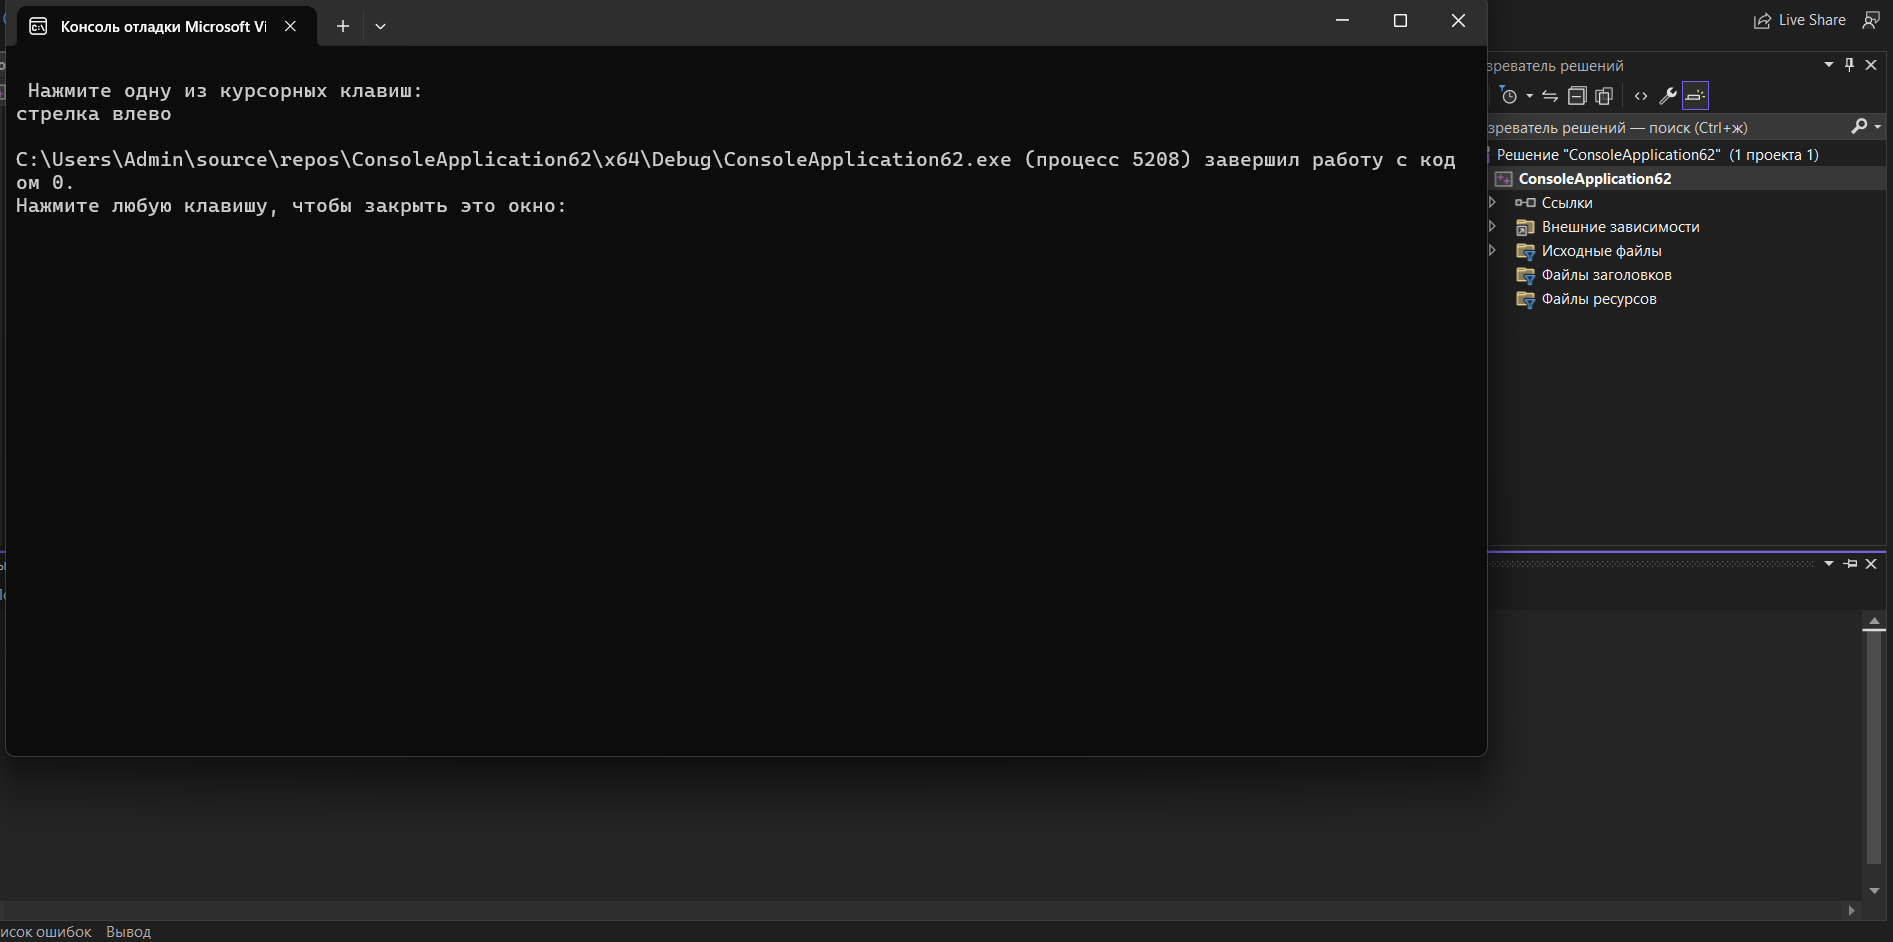 Консоль отладки Microsoft Vi
Live Share
Нажмите одну из курсорных клавиш:
стрелка влево
C:\Users\Admin\source\repos\ConsoleApplication62\x64\Debug\ConsoleApplication62.exe (процесс 5208) завершил работу с код
ом 0.
Нажмите любую клавишу, чтобы закрыть это окно:
зреватель решений
зреватель решений — поиск (Ctrl+ж)
Решение "ConsoleApplication62" (1 проекта 1)
ConsoleApplication62
Ссылки
Внешние зависимости
Исходные файлы
Файлы заголовков
Файлы ресурсов
исок ошибок Вывод